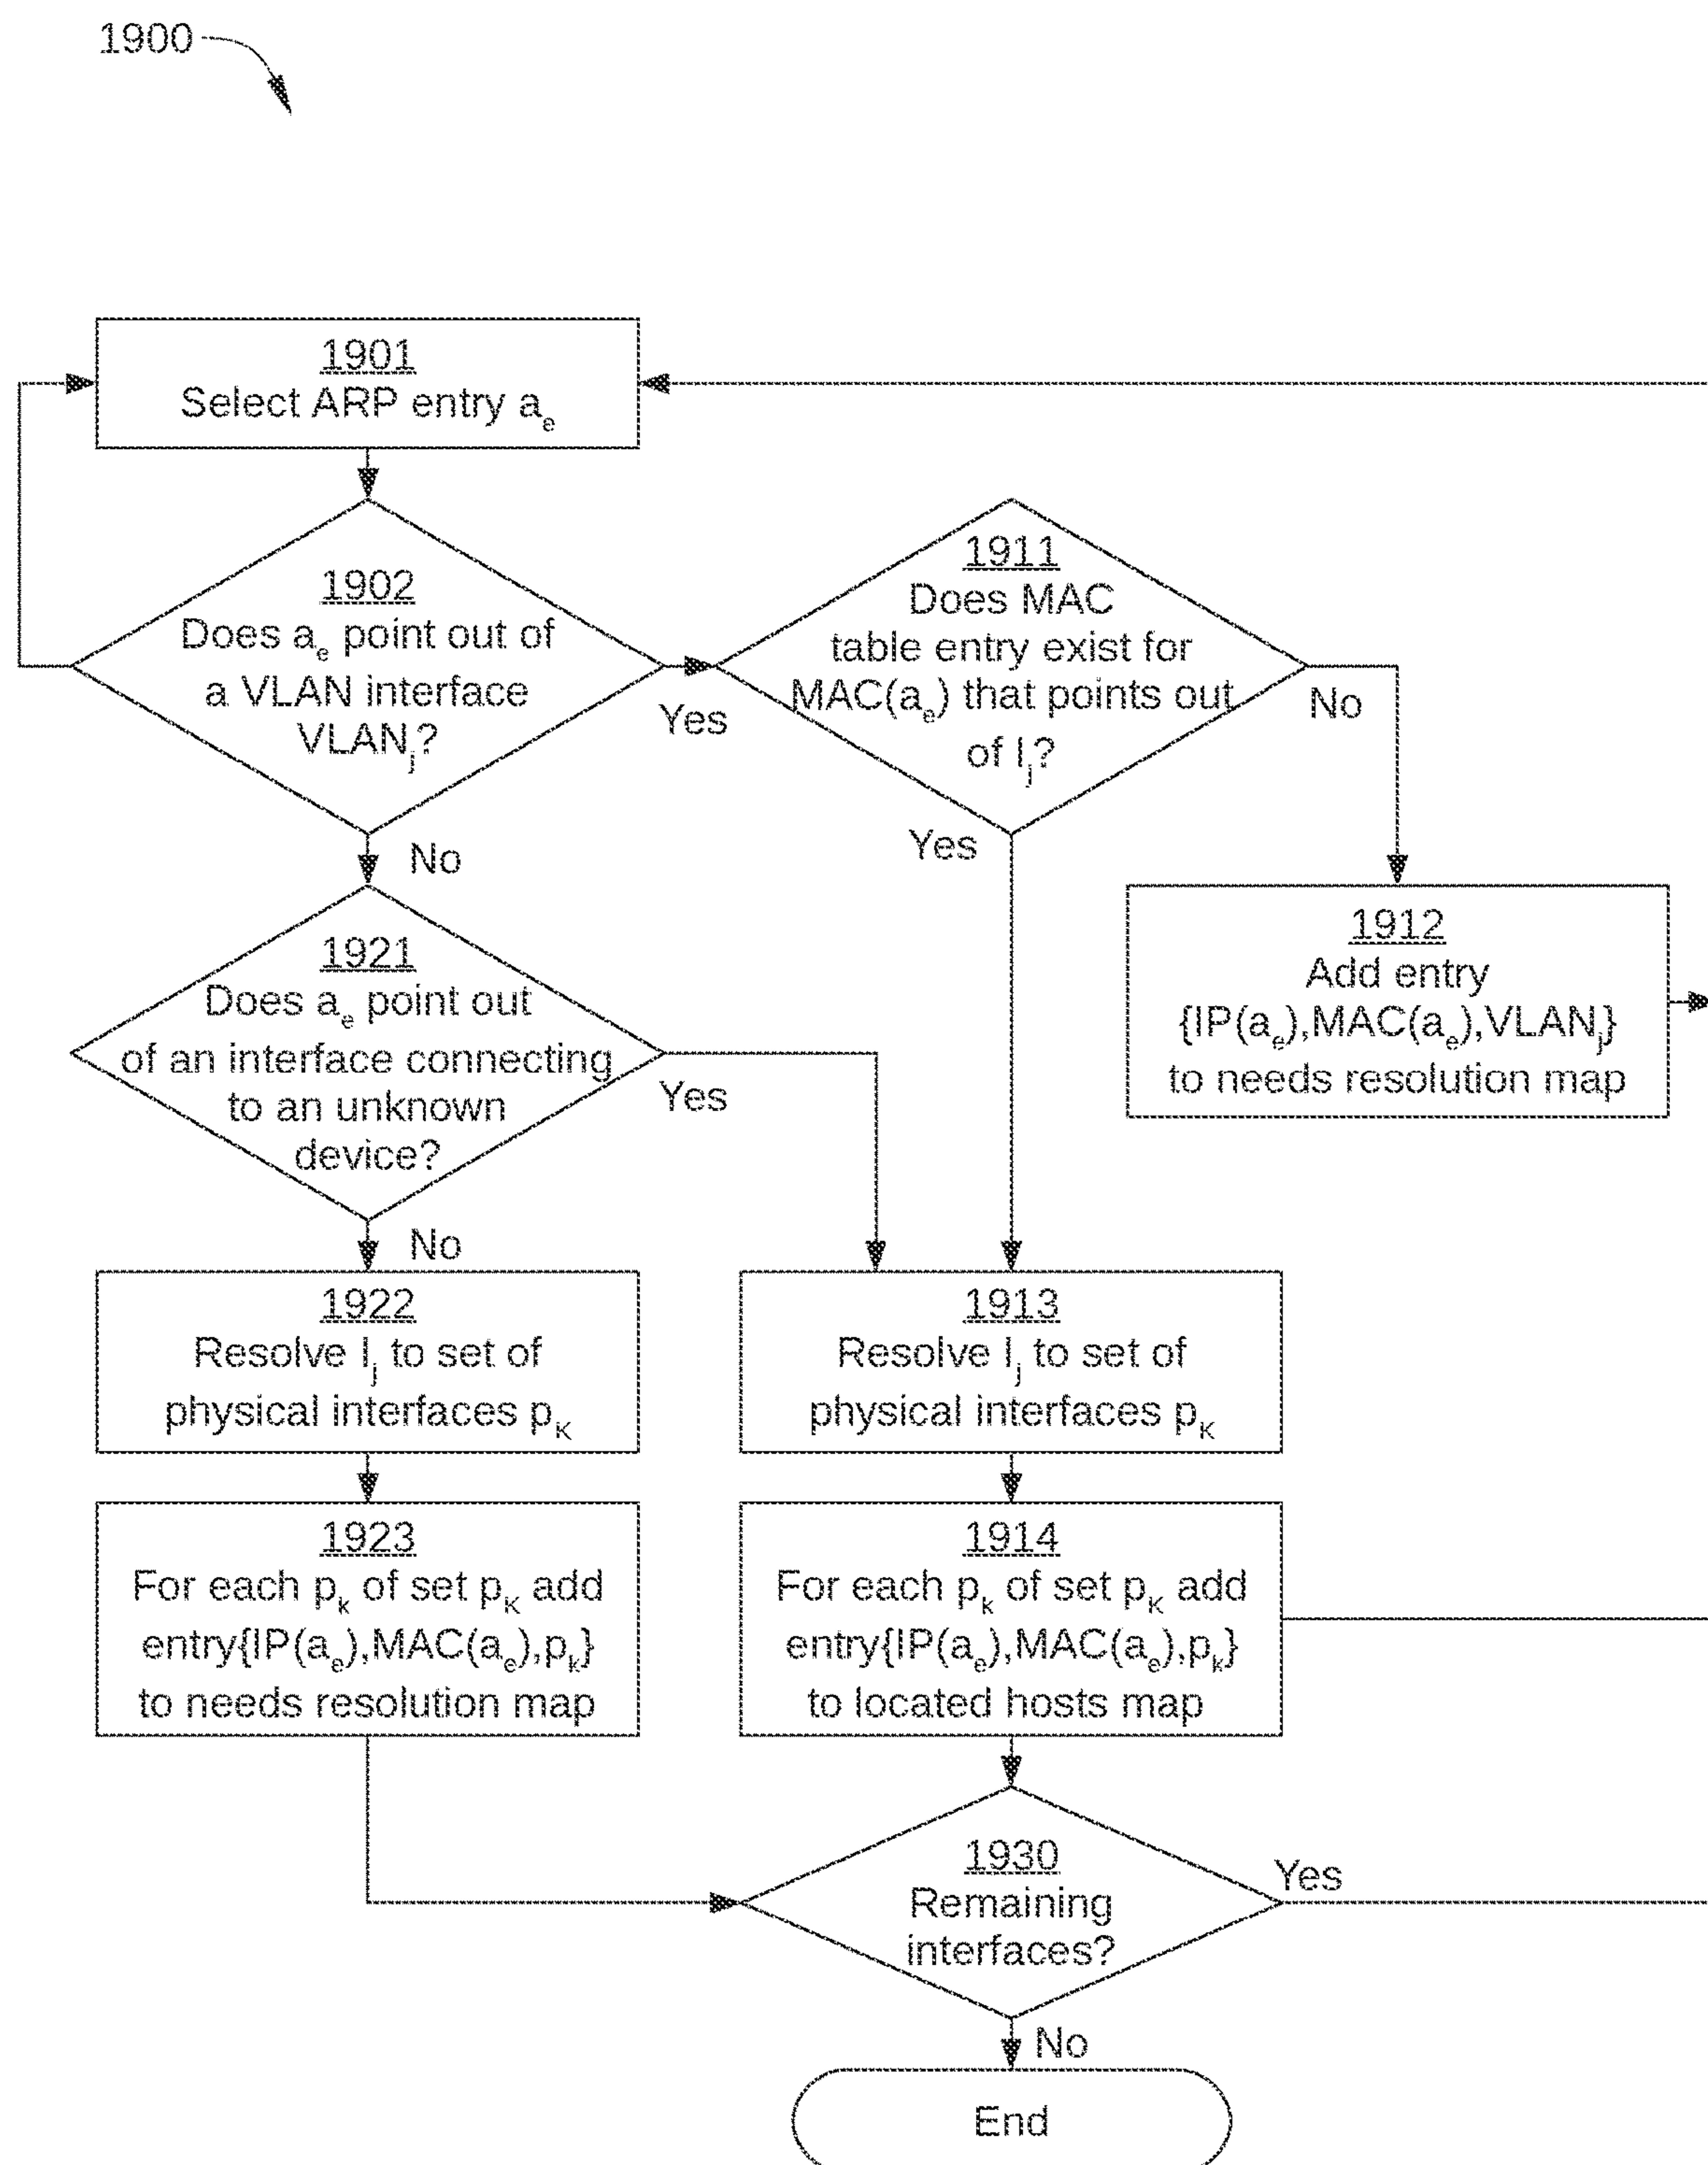 1900
1901
Select ARP entry aₑ
1902
Does aₑ point out of
a VLAN interface
VLANⱼ?
Yes
No
1911
Does MAC
table entry exist for
MAC(aₑ) that points out
of Iⱼ?
No
Yes
1912
Add entry
{IP(aₑ),MAC(aₑ),VLANⱼ}
to needs resolution map
1921
Does aₑ point out
of an interface connecting
to an unknown
device?
Yes
No
1922
Resolve Iⱼ to set of
physical interfaces p_K
1913
Resolve Iⱼ to set of
physical interfaces p_K
1923
For each pₖ of set p_K add
entry{IP(aₑ),MAC(aₑ),pₖ}
to needs resolution map
1914
For each pₖ of set p_K add
entry{IP(aₑ),MAC(aₑ),pₖ}
to located hosts map
1930
Remaining
interfaces?
Yes
No
End